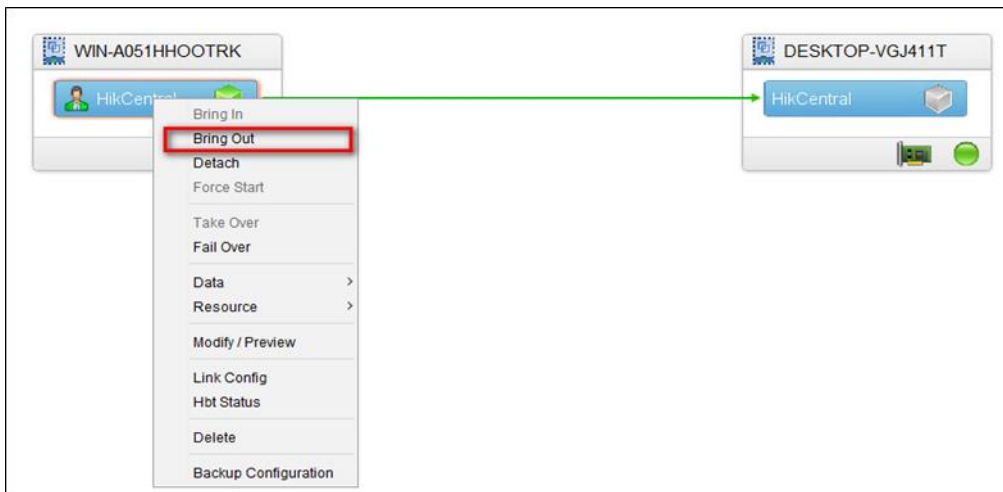 WIN-A051HHOOTRK
DESKTOP-VGJ411T
HikCentral
HikCentral
Bring In
Bring Out
Detach
Force Start
Take Over
Fail Over
Data
Resource
Modify / Preview
Link Config
Hbt Status
Delete
Backup Configuration